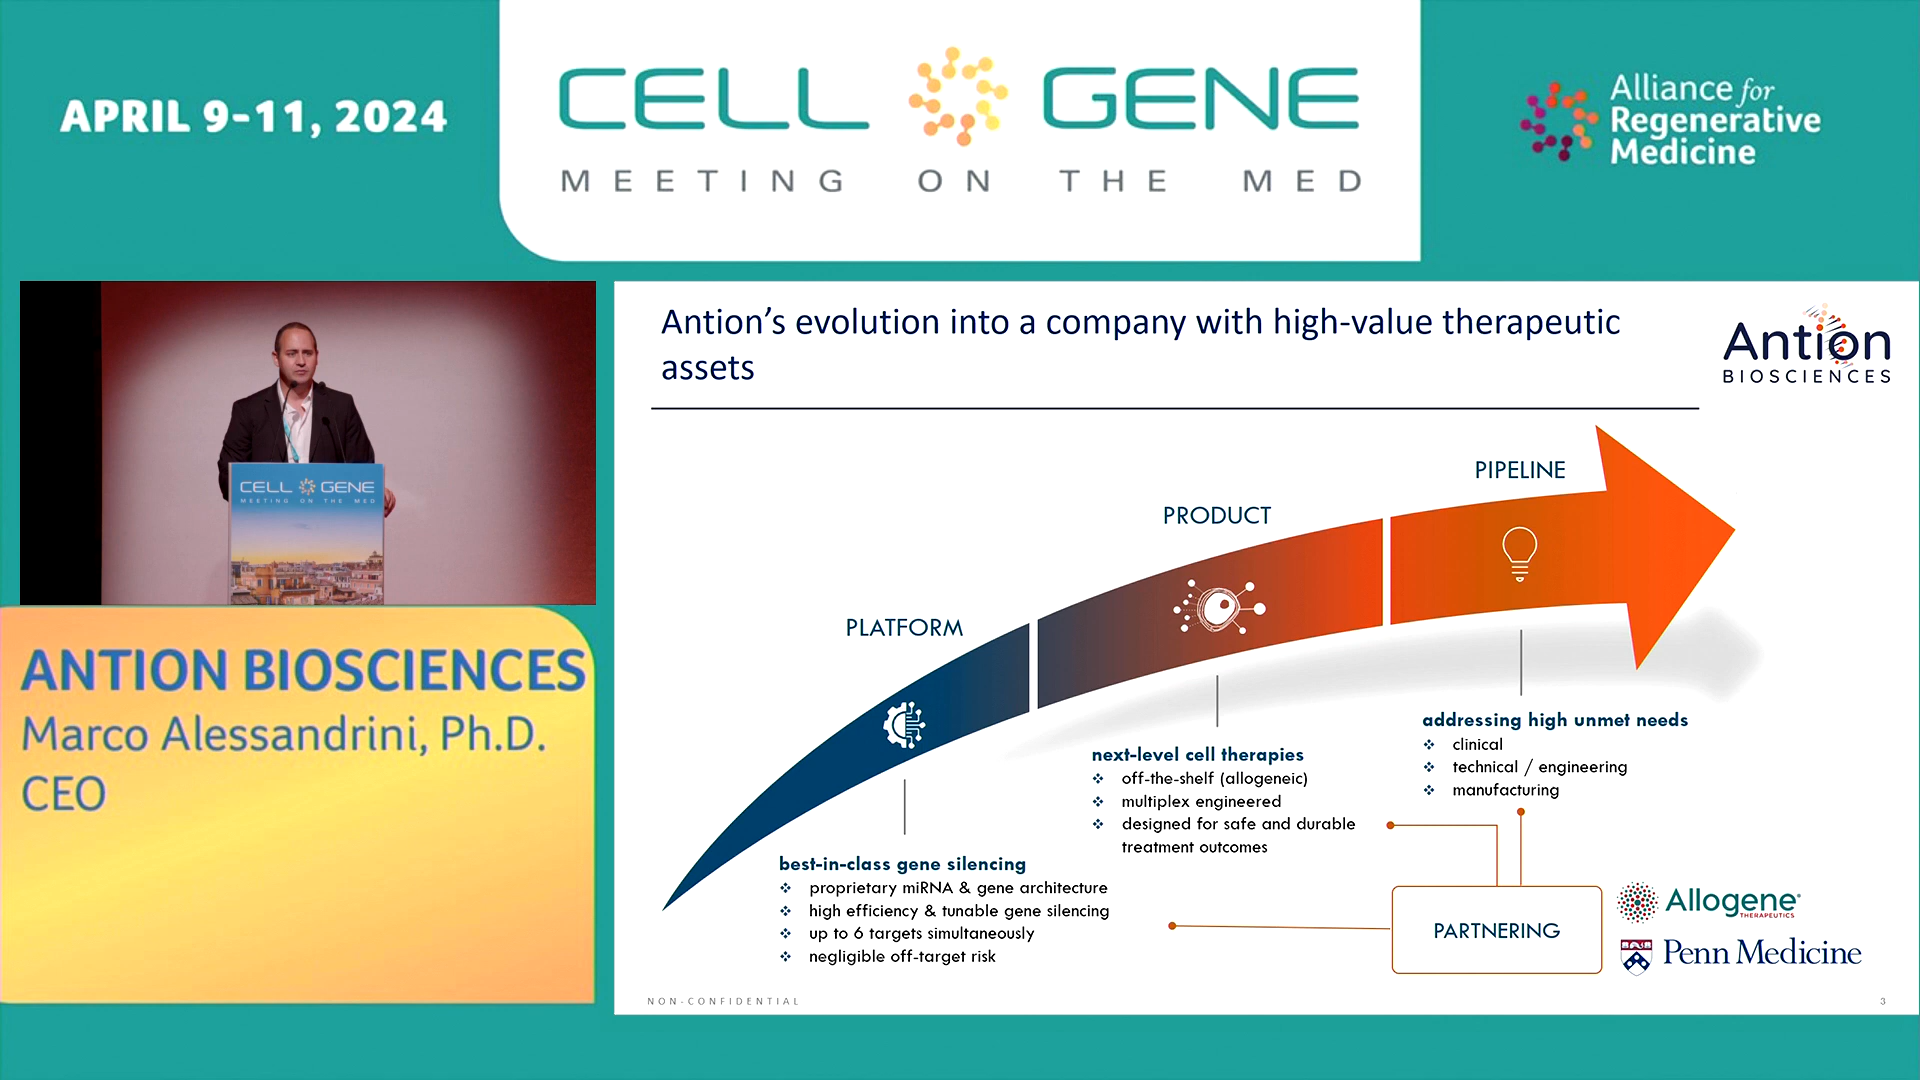 APRIL 9-11, 2024
CELL GENE
MEETING ON THE MED
Alliance for
Regenerative
Medicine
CELL GENE
MEETING ON THE MED
ANTION BIOSCIENCES
Marco Alessandrini, Ph.D.
CEO
Antion's evolution into a company with high-value therapeutic
assets
Antion
BIOSCIENCES
PLATFORM
PRODUCT
PIPELINE
best-in-class gene silencing
❖ proprietary miRNA & gene architecture
❖ high efficiency & tunable gene silencing
❖ up to 6 targets simultaneously
❖ negligible off-target risk
next-level cell therapies
❖ off-the-shelf (allogeneic)
❖ multiplex engineered
❖ designed for safe and durable
treatment outcomes
addressing high unmet needs
❖ clinical
❖ technical / engineering
❖ manufacturing
PARTNERING
Allogene
THERAPEUTICS
Penn Medicine
NON-CONFIDENTIAL
3